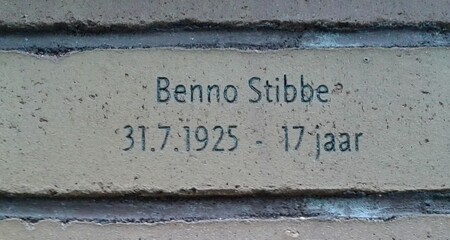 Benno Stibbe
31.7.1925 - 17 jaar